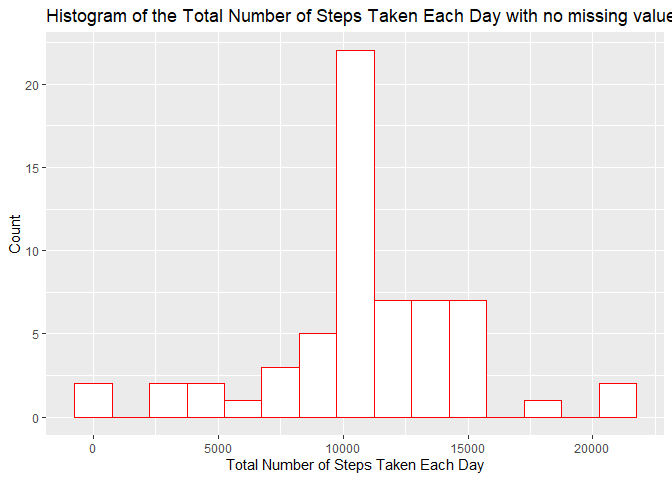 Histogram of the Total Number of Steps Taken Each Day with no missing value
20
15
10
5
0
Count
0 5000 10000 15000 20000
Total Number of Steps Taken Each Day